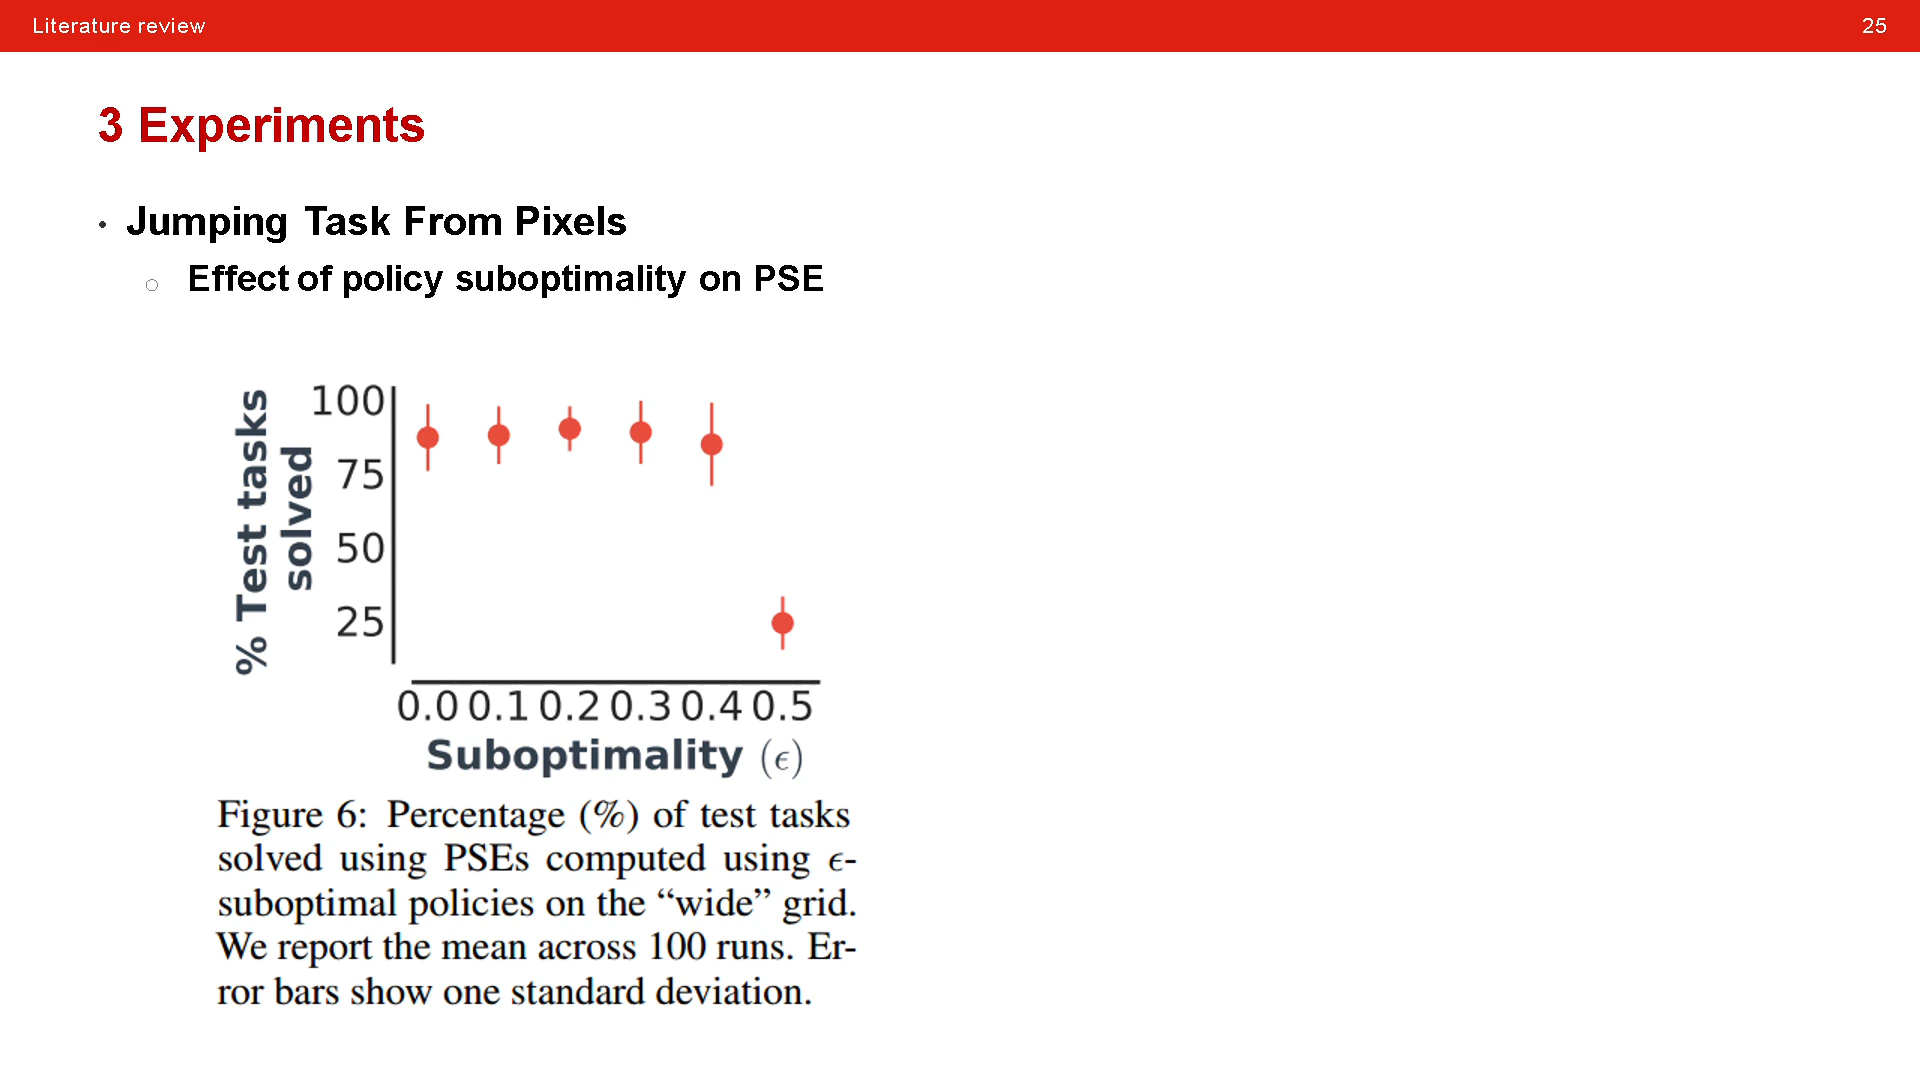 Literature review
25
3 Experiments
• Jumping Task From Pixels
○ Effect of policy suboptimality on PSE
% Test tasks
solved
100
75
50
25
0.0 0.1 0.2 0.3 0.4 0.5
Suboptimality (ϵ)
Figure 6: Percentage (%) of test tasks
solved using PSEs computed using ϵ-
suboptimal policies on the “wide” grid.
We report the mean across 100 runs. Er-
ror bars show one standard deviation.